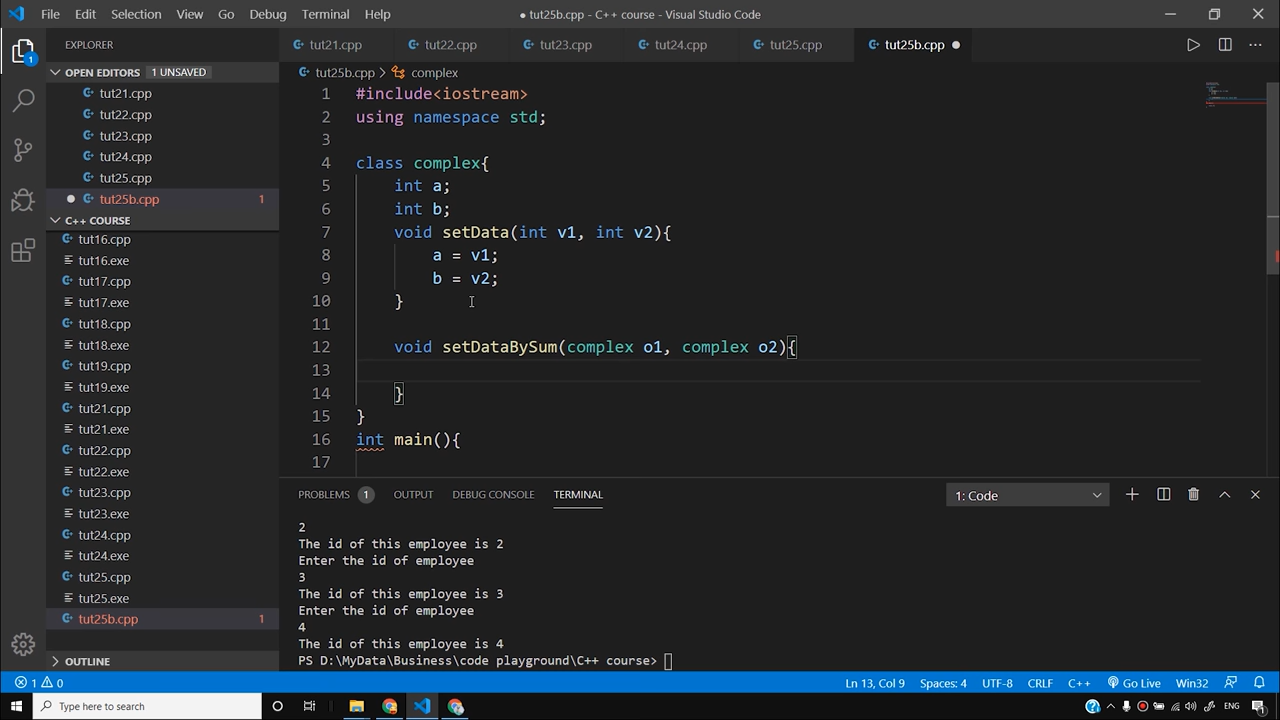 File Edit Selection View Go Debug Terminal Help
● tut25b.cpp - C++ course - Visual Studio Code
EXPLORER
tut21.cpp tut22.cpp tut23.cpp tut24.cpp tut25.cpp tut25b.cpp ●
OPEN EDITORS 1 UNSAVED
tut21.cpp
tut22.cpp
tut23.cpp
tut24.cpp
tut25.cpp
● tut25b.cpp 1
C++ COURSE
tut16.cpp
tut16.exe
tut17.cpp
tut17.exe
tut18.cpp
tut18.exe
tut19.cpp
tut19.exe
tut21.cpp
tut21.exe
tut22.cpp
tut22.exe
tut23.cpp
tut23.exe
tut24.cpp
tut24.exe
tut25.cpp
tut25.exe
tut25b.cpp 1
OUTLINE
tut25b.cpp > complex
1 #include<iostream>
2 using namespace std;
3
4 class complex{
5     int a;
6     int b;
7     void setData(int v1, int v2){
8         a = v1;
9         b = v2;
10     }
11
12     void setDataBySum(complex o1, complex o2){
13
14     }
15 }
16 int main(){
17
PROBLEMS 1 OUTPUT DEBUG CONSOLE TERMINAL 1: Code
2
The id of this employee is 2
Enter the id of employee
3
The id of this employee is 3
Enter the id of employee
4
The id of this employee is 4
PS D:\MyData\Business\code playground\C++ course>
1 0 Ln 13, Col 9 Spaces: 4 UTF-8 CRLF C++ Go Live Win32
Type here to search
ENG